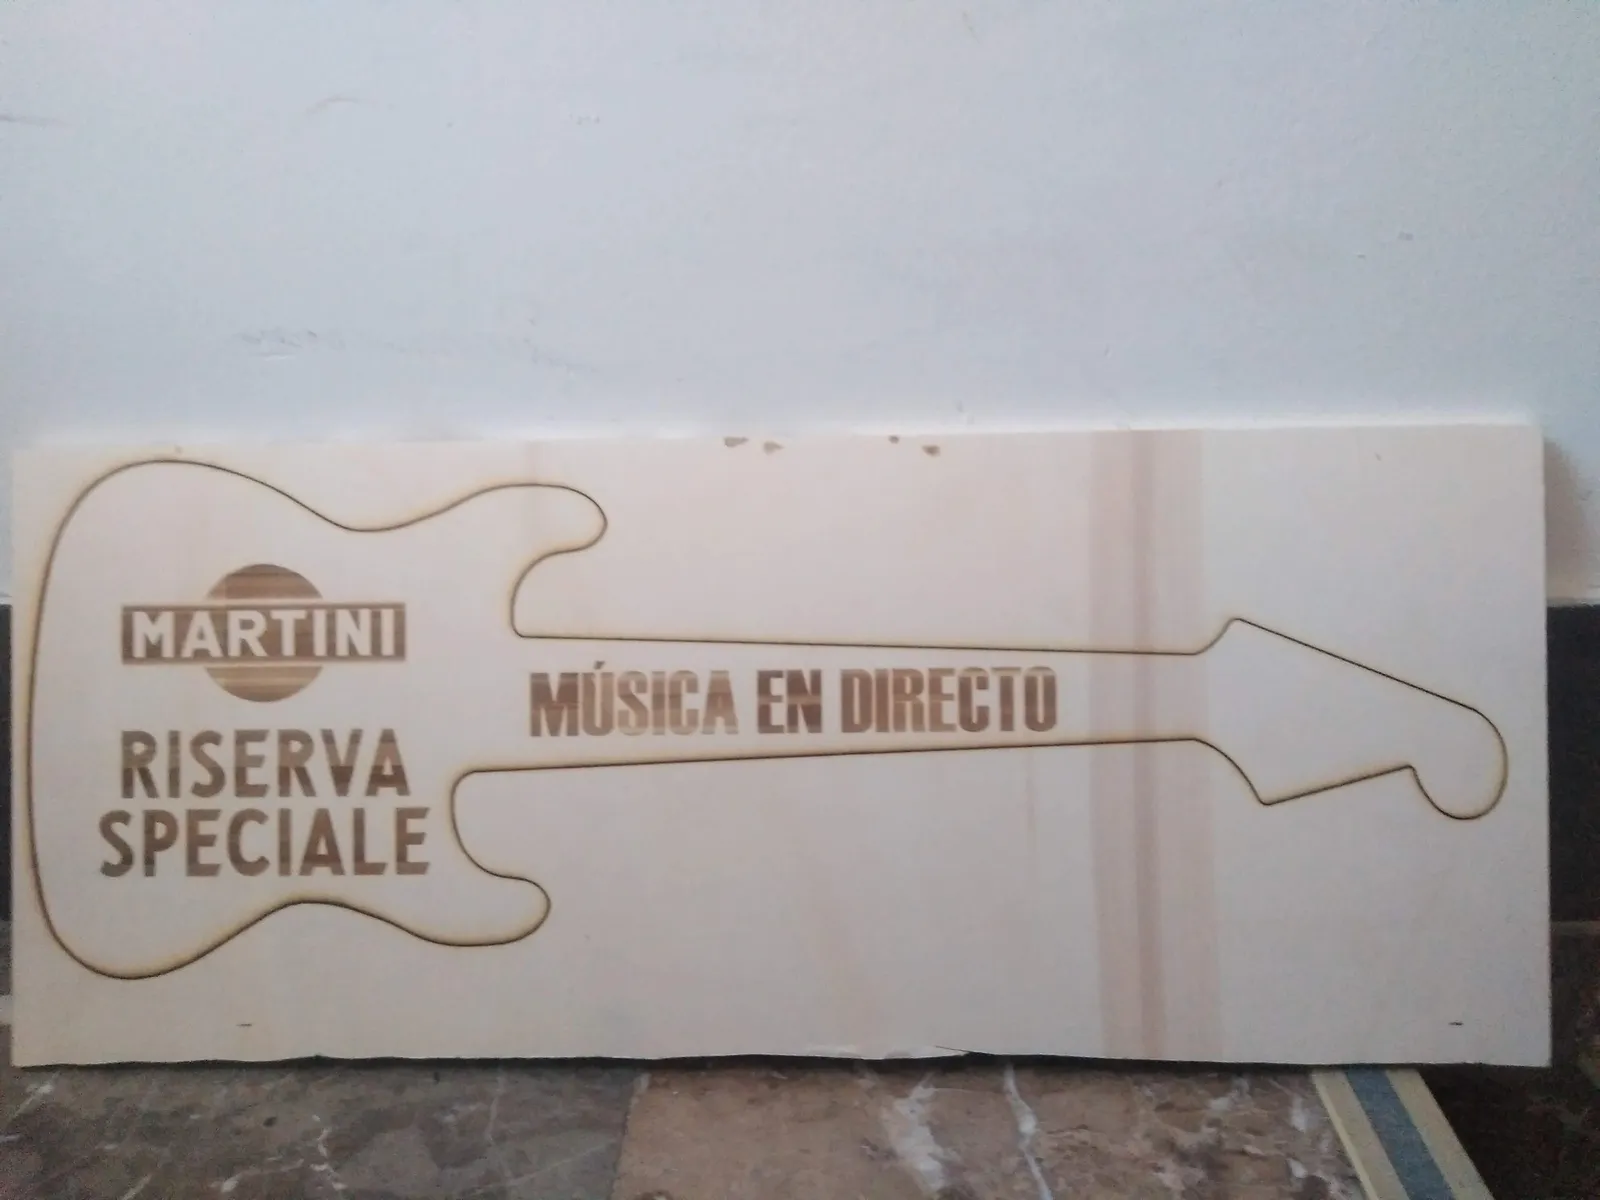 MARTINI
RISERVA
SPECIALE
MÚSICA EN DIRECTO